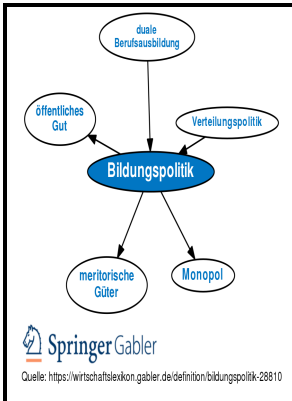 duale
Berufsausbildung
öffentliches
Gut
Verteilungspolitik
Bildungspolitik
meritorische
Güter
Monopol
Springer Gabler
Quelle: https://wirtschaftslexikon.gabler.de/definition/bildungspolitik-28810